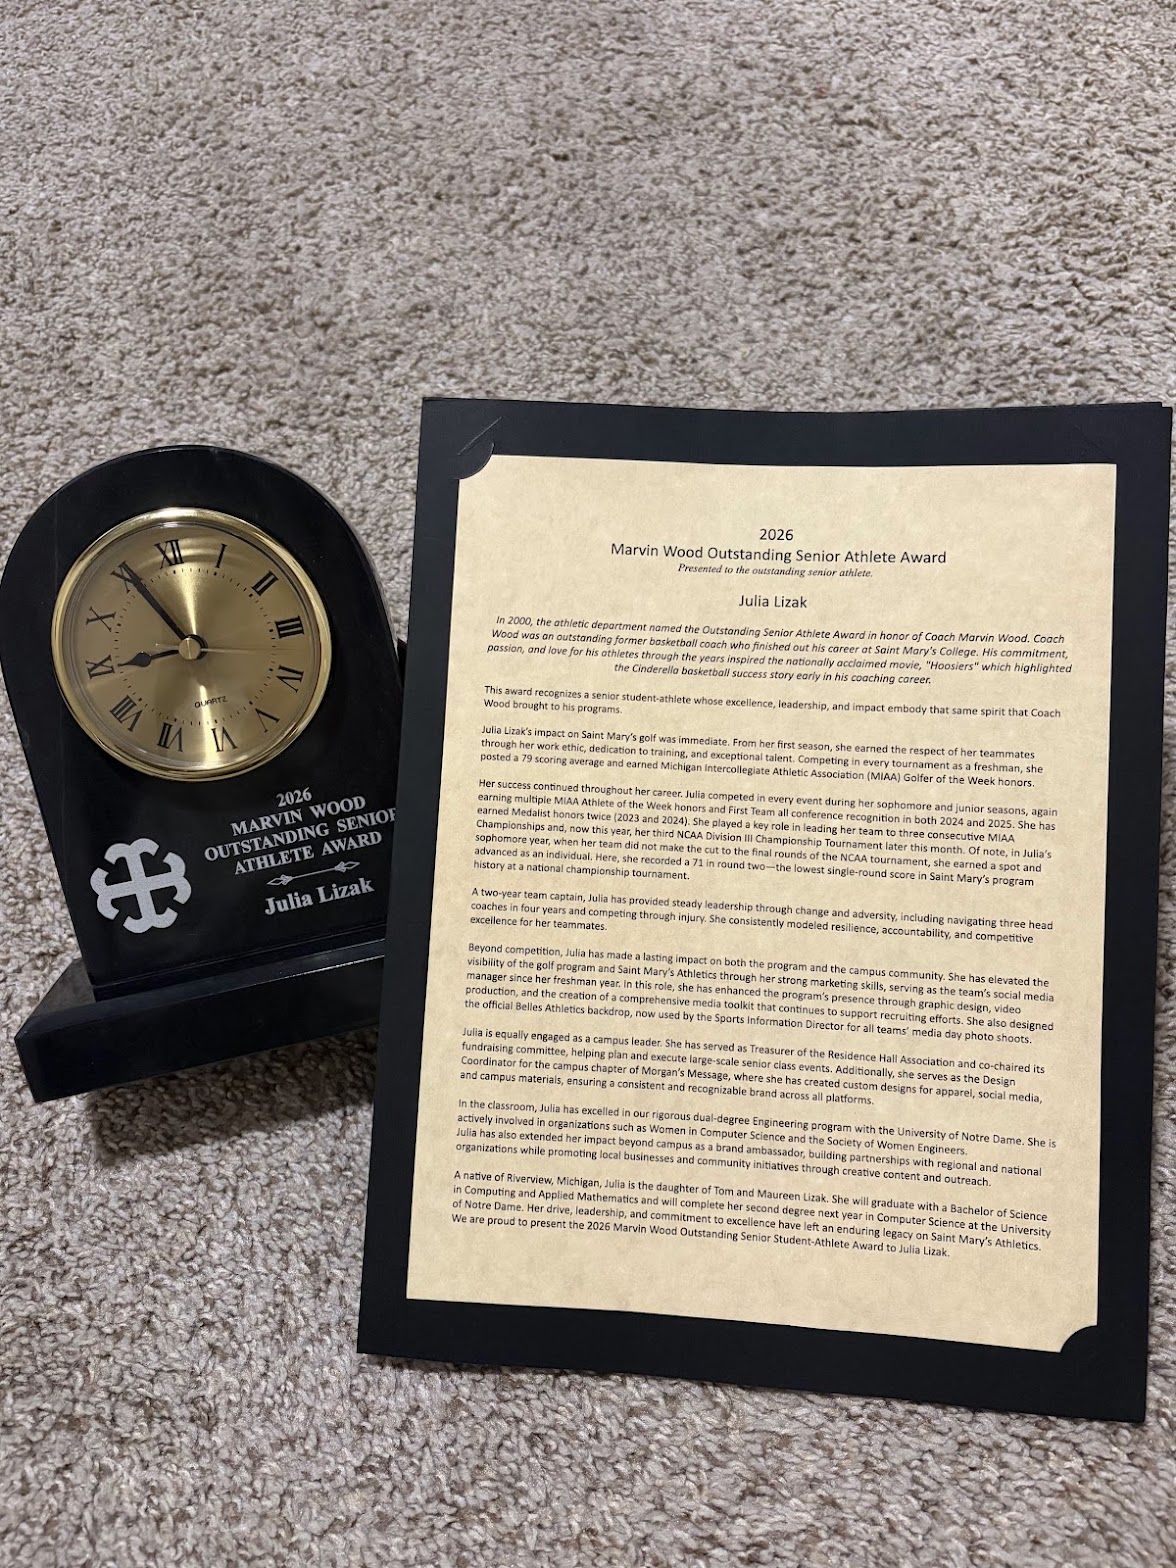 XII
I
II
III
IV
V
VI
VII
VIII
IX
X
XI
QUARTZ
2026
MARVIN WOOD
OUTSTANDING SENIOR
ATHLETE AWARD
Julia Lizak
2026
Marvin Wood Outstanding Senior Athlete Award
Presented to the outstanding senior athlete.
Julia Lizak
In 2000, the athletic department named the Outstanding Senior Athlete Award in honor of Coach Marvin Wood. Coach
Wood was an outstanding former basketball coach who finished out his career at Saint Mary's College. His commitment,
passion, and love for his athletes through the years inspired the nationally acclaimed movie, "Hoosiers" which highlighted
the Cinderella basketball success story early in his coaching career.
This award recognizes a senior student-athlete whose excellence, leadership, and impact embody that same spirit that Coach
Wood brought to his programs.
Julia Lizak's impact on Saint Mary's golf was immediate. From her first season, she earned the respect of her teammates
through her work ethic, dedication to training, and exceptional talent. Competing in every tournament as a freshman, she
posted a 79 scoring average and earned Michigan Intercollegiate Athletic Association (MIAA) Golfer of the Week honors.
Her success continued throughout her career. Julia competed in every event during her sophomore and junior seasons, again
earning multiple MIAA Athlete of the Week honors and First Team all conference recognition in both 2024 and 2025. She has
earned Medalist honors twice (2023 and 2024). She played a key role in leading her team to three consecutive MIAA
Championships and, now this year, her third NCAA Division III Championship Tournament later this month. Of note, in Julia's
sophomore year, when her team did not make the cut to the final rounds of the NCAA tournament, she earned a spot and
advanced as an individual. Here, she recorded a 71 in round two—the lowest single-round score in Saint Mary's program
history at a national championship tournament.
A two-year team captain, Julia has provided steady leadership through change and adversity, including navigating three head
coaches in four years and competing through injury. She consistently modeled resilience, accountability, and competitive
excellence for her teammates.
Beyond competition, Julia has made a lasting impact on both the program and the campus community. She has elevated the
visibility of the golf program and Saint Mary's Athletics through her strong marketing skills, serving as the team's social media
manager since her freshman year. In this role, she has enhanced the program's presence through graphic design, video
production, and the creation of a comprehensive media toolkit that continues to support recruiting efforts. She also designed
the official Belles Athletics backdrop, now used by the Sports Information Director for all teams' media day photo shoots.
Julia is equally engaged as a campus leader. She has served as Treasurer of the Residence Hall Association and co-chaired its
fundraising committee, helping plan and execute large-scale senior class events. Additionally, she serves as the Design
Coordinator for the campus chapter of Morgan's Message, where she has created custom designs for apparel, social media,
and campus materials, ensuring a consistent and recognizable brand across all platforms.
In the classroom, Julia has excelled in our rigorous dual-degree Engineering program with the University of Notre Dame. She is
actively involved in organizations such as Women in Computer Science and the Society of Women Engineers.
Julia has also extended her impact beyond campus as a brand ambassador, building partnerships with regional and national
organizations while promoting local businesses and community initiatives through creative content and outreach.
A native of Riverview, Michigan, Julia is the daughter of Tom and Maureen Lizak. She will graduate with a Bachelor of Science
in Computing and Applied Mathematics and will complete her second degree next year in Computer Science at the University
of Notre Dame. Her drive, leadership, and commitment to excellence have left an enduring legacy on Saint Mary's Athletics.
We are proud to present the 2026 Marvin Wood Outstanding Senior Student-Athlete Award to Julia Lizak.